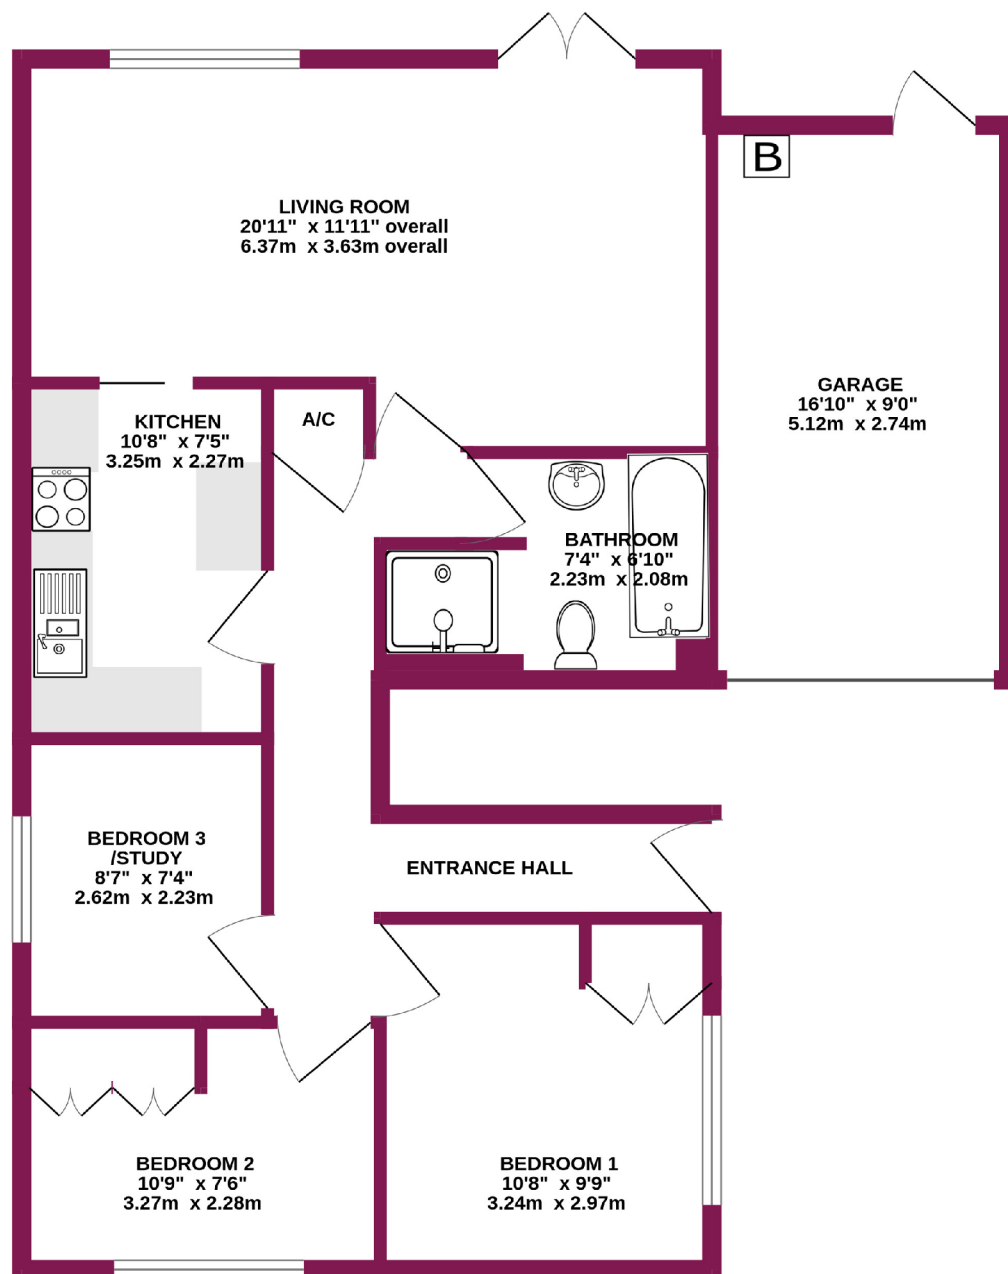 B
LIVING ROOM
20'11"  x 11'11" overall
6.37m  x 3.63m overall
GARAGE
16'10"  x 9'0"
5.12m  x 2.74m
KITCHEN
10'8"  x 7'5"
3.25m  x 2.27m
A/C
BATHROOM
7'4"  x 6'10"
2.23m  x 2.08m
BEDROOM 3
/STUDY
8'7"  x 7'4"
2.62m  x 2.23m
ENTRANCE HALL
BEDROOM 2
10'9"  x 7'6"
3.27m  x 2.28m
BEDROOM 1
10'8"  x 9'9"
3.24m  x 2.97m